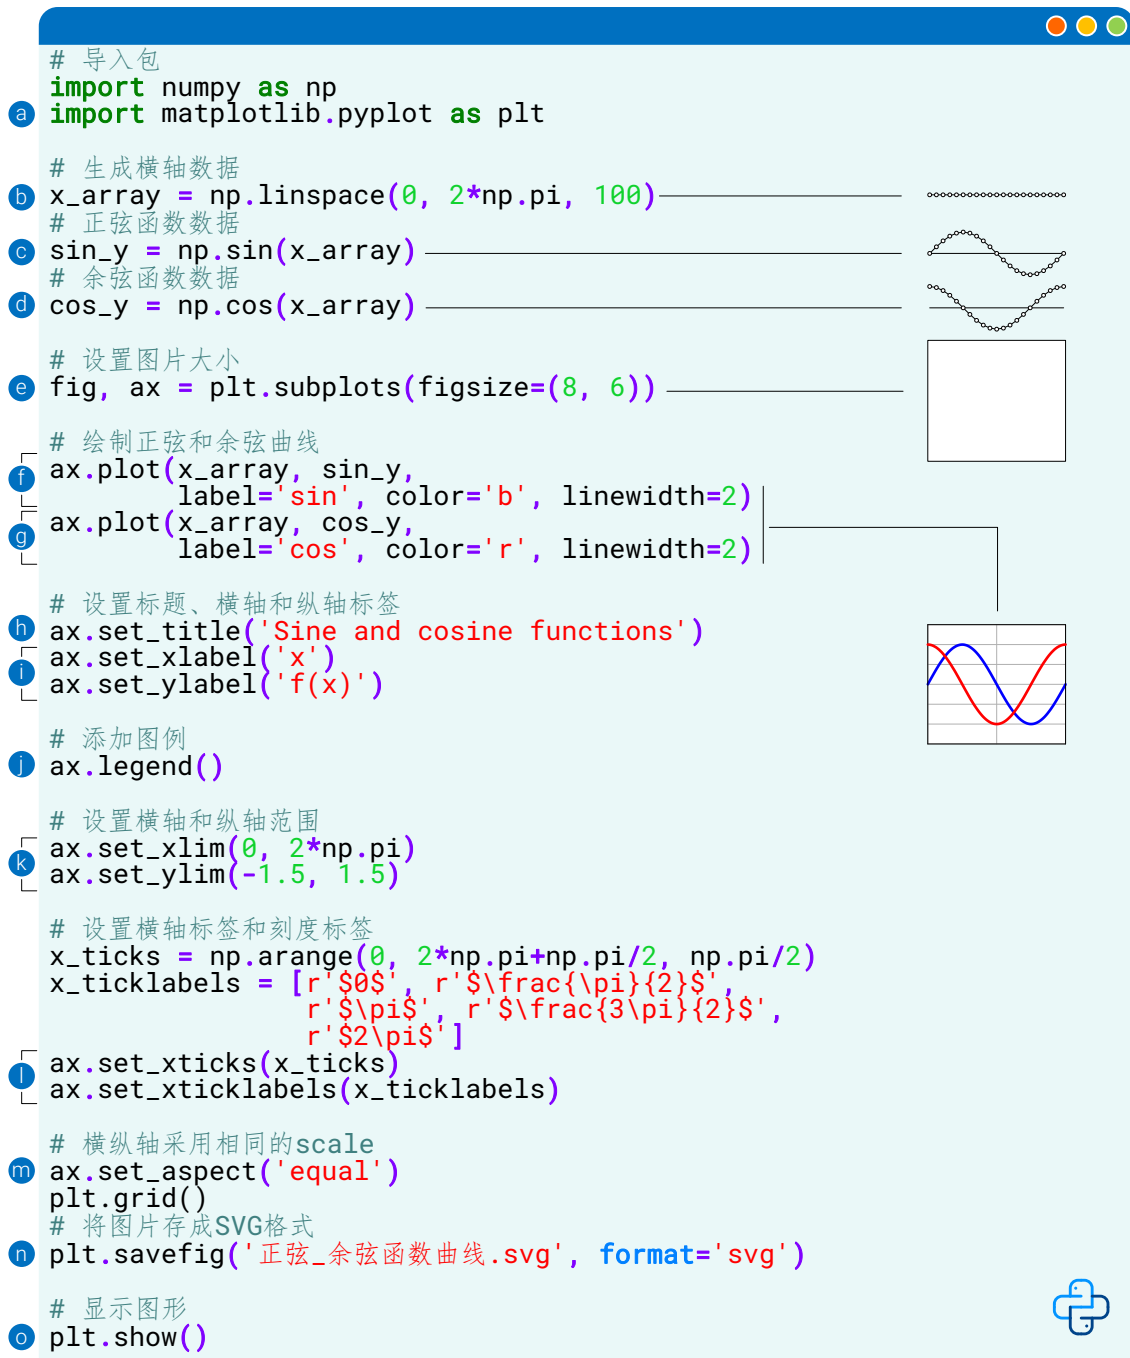 # 导入包
import numpy as np
a import matplotlib.pyplot as plt
# 生成横轴数据
b x_array = np.linspace(0, 2*np.pi, 100)
# 正弦函数数据
c sin_y = np.sin(x_array)
# 余弦函数数据
d cos_y = np.cos(x_array)
# 设置图片大小
e fig, ax = plt.subplots(figsize=(8, 6))
# 绘制正弦和余弦曲线
f ax.plot(x_array, sin_y,
label='sin', color='b', linewidth=2)
g ax.plot(x_array, cos_y,
label='cos', color='r', linewidth=2)
# 设置标题、横轴和纵轴标签
h ax.set_title('Sine and cosine functions')
i ax.set_xlabel('x')
ax.set_ylabel('f(x)')
# 添加图例
j ax.legend()
# 设置横轴和纵轴范围
k ax.set_xlim(0, 2*np.pi)
ax.set_ylim(-1.5, 1.5)
# 设置横轴标签和刻度标签
x_ticks = np.arange(0, 2*np.pi+np.pi/2, np.pi/2)
x_ticklabels = [r'$0$', r'$\frac{\pi}{2}$',
r'$\pi$', r'$\frac{3\pi}{2}$',
r'$2\pi$']
l ax.set_xticks(x_ticks)
ax.set_xticklabels(x_ticklabels)
# 横纵轴采用相同的scale
m ax.set_aspect('equal')
plt.grid()
# 将图片存成SVG格式
n plt.savefig('正弦_余弦函数曲线.svg', format='svg')
# 显示图形
o plt.show()